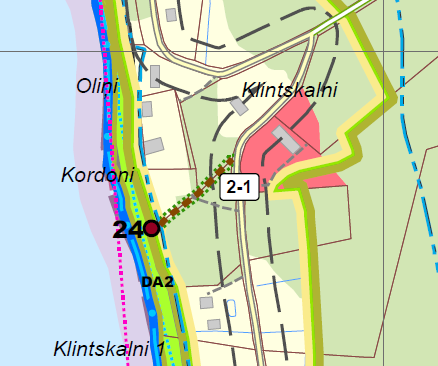 Olini
Klintskalni
Kordoni
2-1
24
DA2
Klintskalni 1